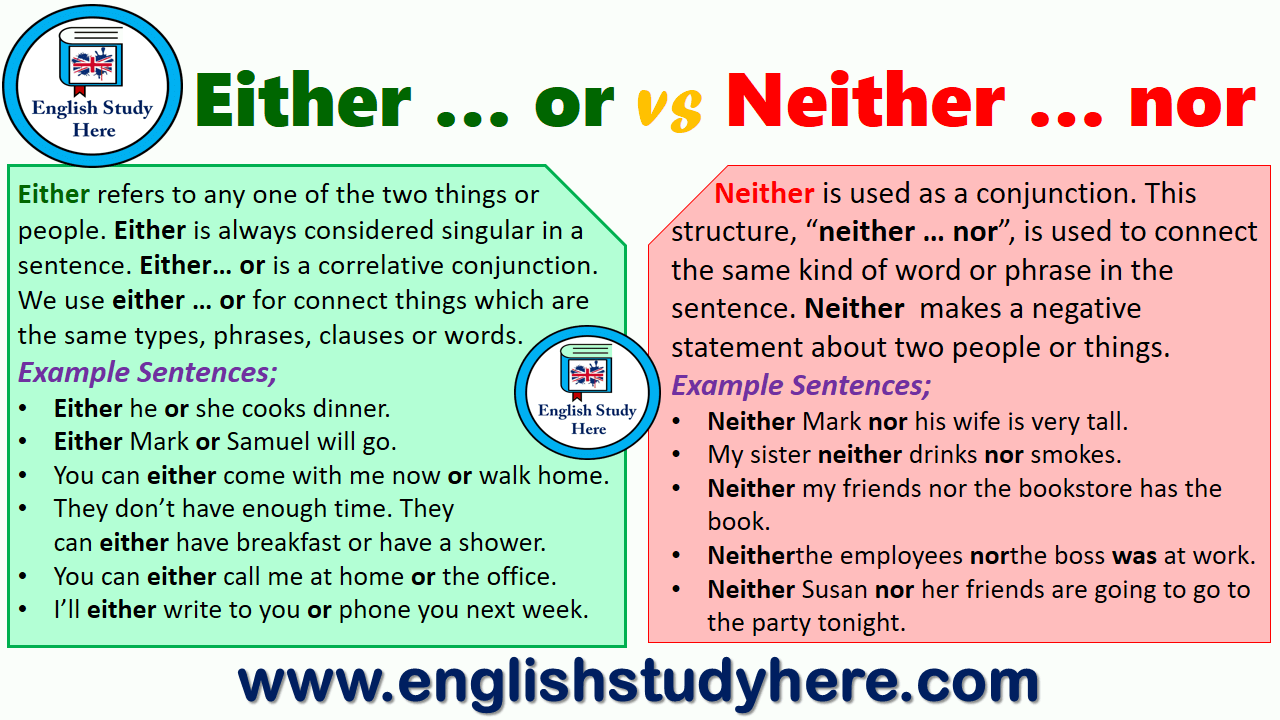 English Study
Here
Either ... or vs Neither ... nor
Either refers to any one of the two things or
people. Either is always considered singular in a
sentence. Either... or is a correlative conjunction.
We use either ... or for connect things which are
the same types, phrases, clauses or words.
Example Sentences;
• Either he or she cooks dinner.
• Either Mark or Samuel will go.
• You can either come with me now or walk home.
• They don’t have enough time. They
can either have breakfast or have a shower.
• You can either call me at home or the office.
• I’ll either write to you or phone you next week.
English Study
Here
Neither is used as a conjunction. This
structure, “neither ... nor”, is used to connect
the same kind of word or phrase in the
sentence. Neither makes a negative
statement about two people or things.
Example Sentences;
• Neither Mark nor his wife is very tall.
• My sister neither drinks nor smokes.
• Neither my friends nor the bookstore has the
book.
• Neitherthe employees northe boss was at work.
• Neither Susan nor her friends are going to go to
the party tonight.
www.englishstudyhere.com